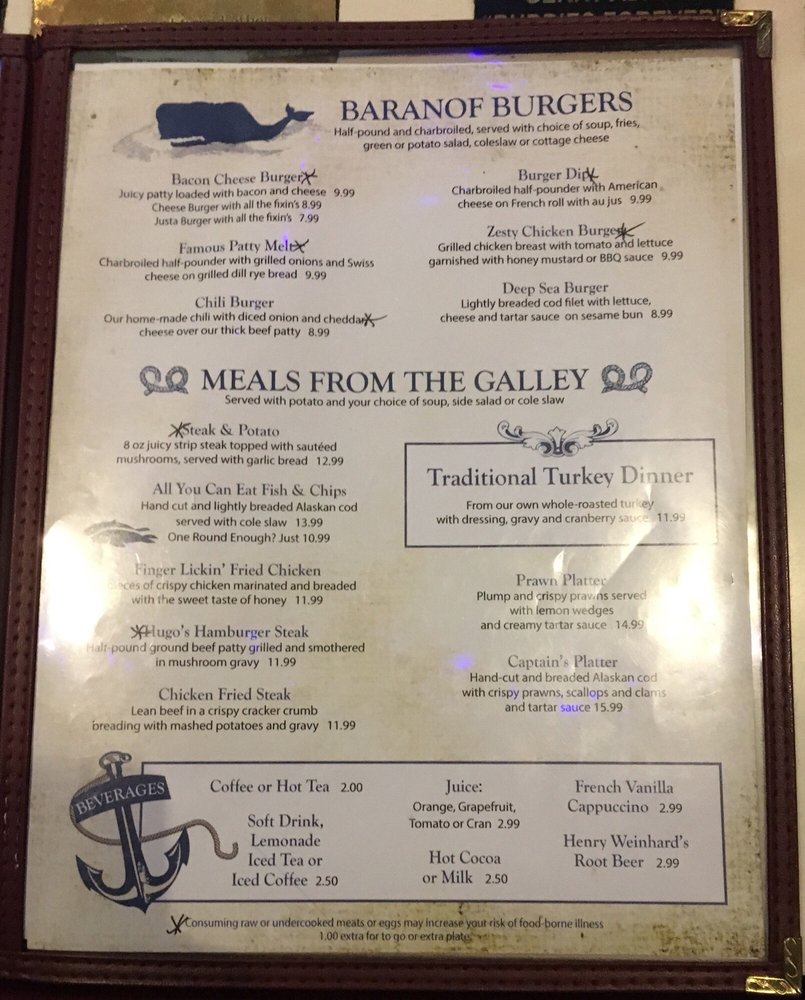 BARANOF BURGERS
Half-pound and charbroiled, served with choice of soup, fries,
green or potato salad, coleslaw or cottage cheese
Bacon Cheese Burger
Juicy patty loaded with bacon and cheese 9.99
Cheese Burger with all the fixin's 8.99
Justa Burger with all the fixin's 7.99
Famous Patty Melt
Charbroiled half-pounder with grilled onions and Swiss
cheese on grilled dill rye bread 9.99
Chili Burger
Our home-made chili with diced onion and cheddar
cheese over our thick beef patty 8.99
Burger Dip
Charbroiled half-pounder with American
cheese on French roll with au jus 9.99
Zesty Chicken Burger
Grilled chicken breast with tomato and lettuce
garnished with honey mustard or BBQ sauce 9.99
Deep Sea Burger
Lightly breaded cod filet with lettuce,
cheese and tartar sauce on sesame bun 8.99
MEALS FROM THE GALLEY
Served with potato and your choice of soup, side salad or cole slaw
Steak & Potato
8 oz juicy strip steak topped with sautéed
mushrooms, served with garlic bread 12.99
All You Can Eat Fish & Chips
Hand cut and lightly breaded Alaskan cod
served with cole slaw 13.99
One Round Enough? Just 10.99
Finger Lickin' Fried Chicken
of crispy chicken marinated and breaded
with the sweet taste of honey 11.99
Hugo's Hamburger Steak
Half-pound ground beef patty grilled and smothered
in mushroom gravy 11.99
Chicken Fried Steak
Lean beef in a crispy cracker crumb
breading with mashed potatoes and gravy 11.99
Traditional Turkey Dinner
From our own whole-roasted turkey
with dressing, gravy and cranberry sauce 11.99
Prawn Platter
Plump and crispy prawns served
with lemon wedges
and creamy tartar sauce 14.99
Captain's Platter
Hand-cut and breaded Alaskan cod
with crispy prawns, scallops and clams
and tartar sauce 15.99
BEVERAGES
Coffee or Hot Tea 2.00
Soft Drink,
Lemonade
Iced Tea or
Iced Coffee 2.50
Juice:
Orange, Grapefruit,
Tomato or Cran 2.99
Hot Cocoa
or Milk 2.50
French Vanilla
Cappuccino 2.99
Henry Weinhard's
Root Beer 2.99
Consuming raw or undercooked meats or eggs may increase your risk of food-borne illness
1.00 extra for to go or extra plate